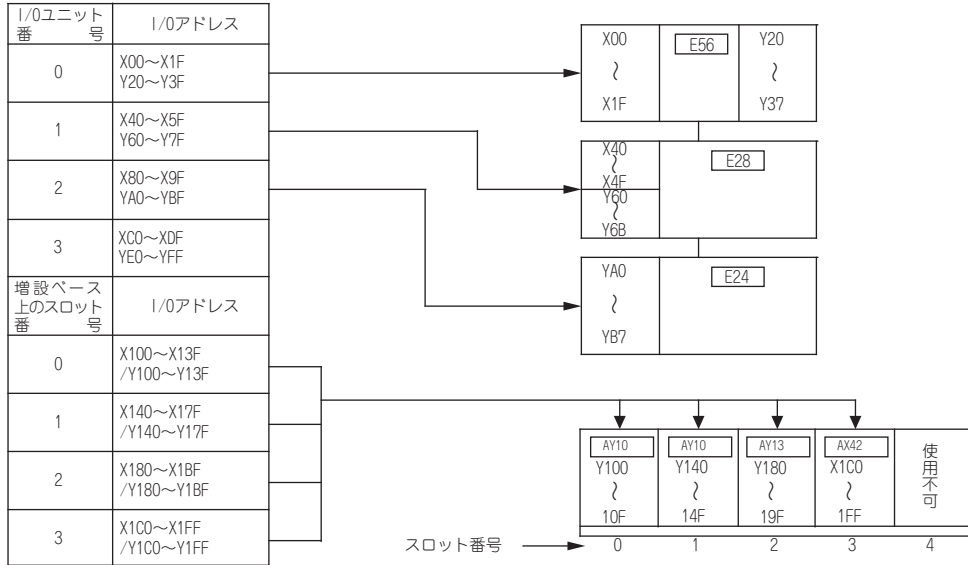 I/Oユニット
番　　号
I/Oアドレス
0
X00～X1F
Y20～Y3F
1
X40～X5F
Y60～Y7F
2
X80～X9F
YA0～YBF
3
XC0～XDF
YE0～YFF
増設ベース
上のスロット
番　　号
I/Oアドレス
0
X100～X13F
/Y100～Y13F
1
X140～X17F
/Y140～Y17F
2
X180～X1BF
/Y180～Y1BF
3
X1C0～X1FF
/Y1C0～Y1FF
X00
～
X1F
E56
Y20
～
Y37
X40
～
X4F
Y60
～
Y6B
E28
YA0
～
YB7
E24
AY10
Y100
～
10F
AY10
Y140
～
14F
AY13
Y180
～
19F
AX42
X1C0
～
1FF
使用不可
スロット番号 0 1 2 3 4